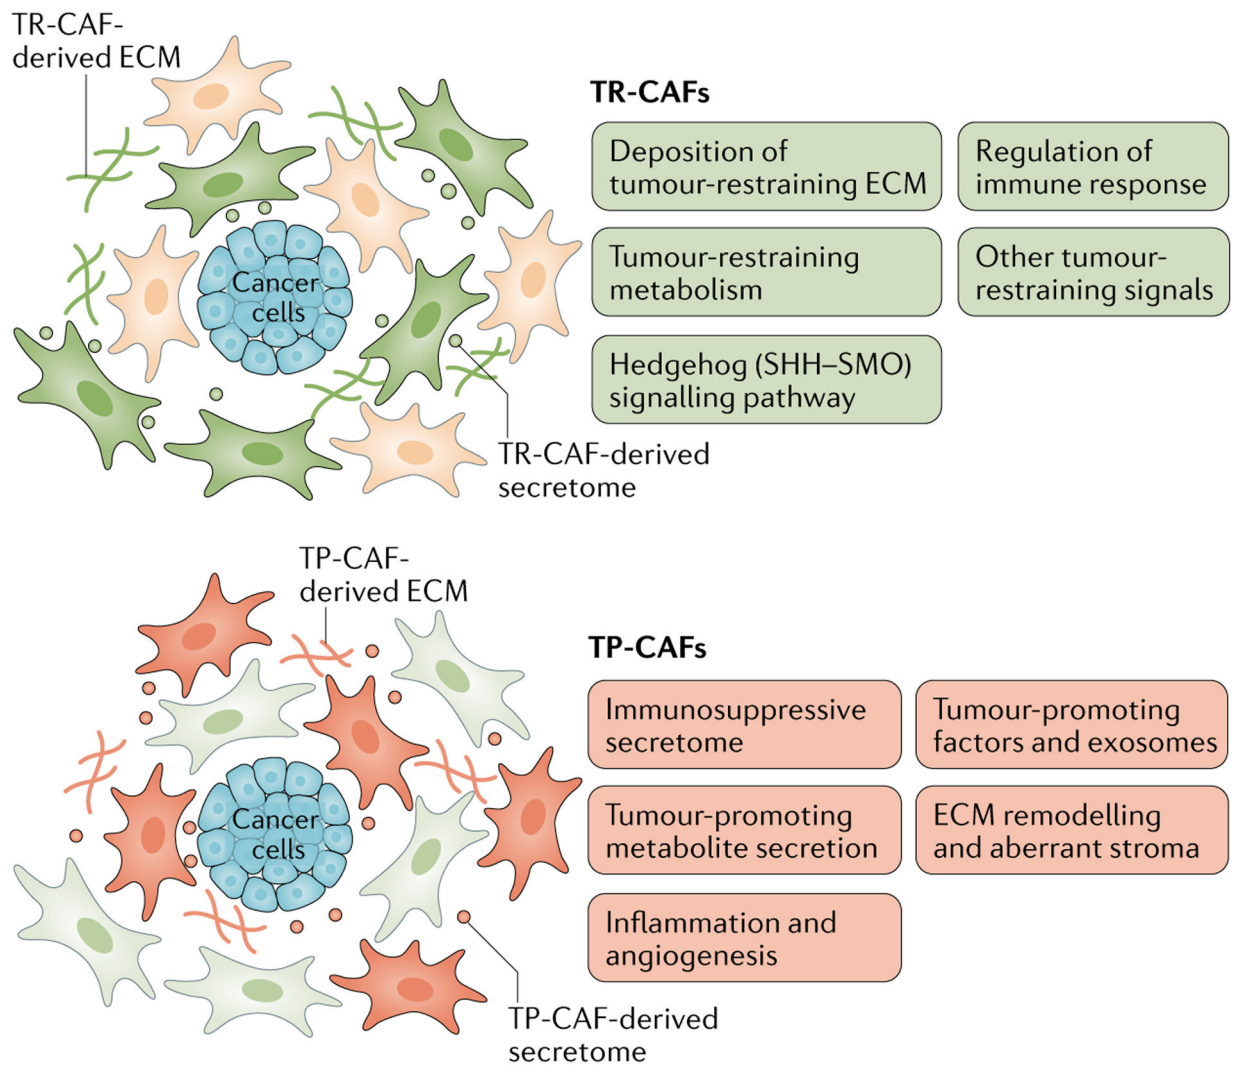 TR-CAF-
derived ECM
Cancer
cells
TR-CAF-derived
secretome
TR-CAFs
Deposition of
tumour-restraining ECM
Regulation of
immune response
Tumour-restraining
metabolism
Other tumour-
restraining signals
Hedgehog (SHH–SMO)
signalling pathway
TP-CAF-
derived ECM
Cancer
cells
TP-CAF-derived
secretome
TP-CAFs
Immunosuppressive
secretome
Tumour-promoting
factors and exosomes
Tumour-promoting
metabolite secretion
ECM remodelling
and aberrant stroma
Inflammation and
angiogenesis